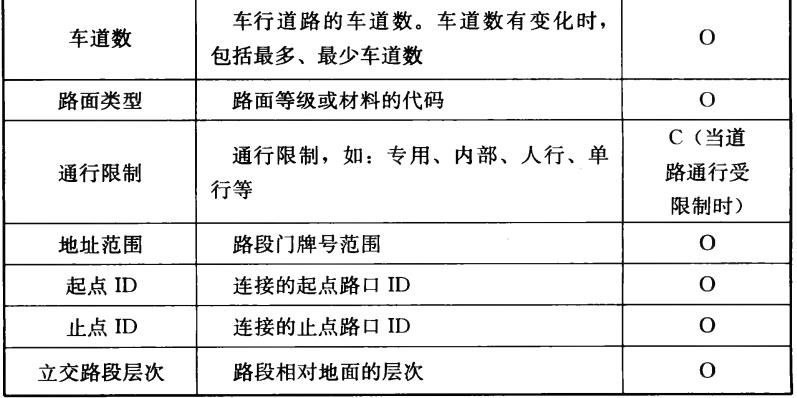 车道数
车行道路的车道数。车道数有变化时，
包括最多、最少车道数
O
路面类型
路面等级或材料的代码
O
通行限制
通行限制，如：专用、内部、人行、单
行等
C（当道
路通行受
限制时）
地址范围
路段门牌号范围
O
起点 ID
连接的起点路口 ID
O
止点 ID
连接的止点路口 ID
O
立交路段层次
路段相对地面的层次
O